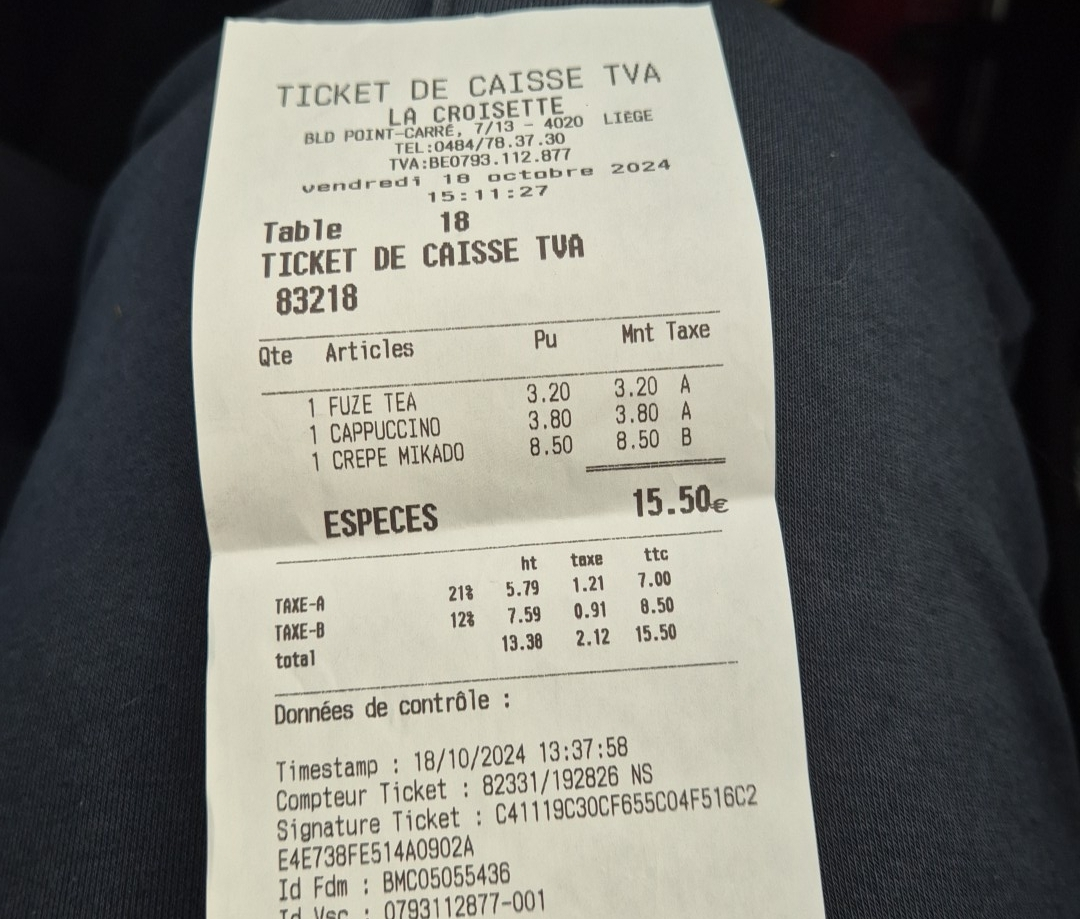 TICKET DE CAISSE TVA
LA CROISETTE
BLD POINT-CARRÉ, 7/13 - 4020 LIÈGE
TEL:0484/78.37.30
TVA:BE0793.112.877
vendredi 18 octobre 2024
15:11:27
Table 18
TICKET DE CAISSE TVA
83218
Qte Articles Pu Mnt Taxe
1 FUZE TEA 3.20 3.20 A
1 CAPPUCCINO 3.80 3.80 A
1 CREPE MIKADO 8.50 8.50 B
ESPECES 15.50€
ht taxe ttc
TAXE-A 21% 5.79 1.21 7.00
TAXE-B 12% 7.59 0.91 8.50
total 13.38 2.12 15.50
Données de contrôle :
Timestamp : 18/10/2024 13:37:58
Compteur Ticket : 82331/192826 NS
Signature Ticket : C41119C30CF655C04F516C2
E4E738FE514A0902A
Id Fdm : BMC05055436
Id Vsc : 0793112877-001